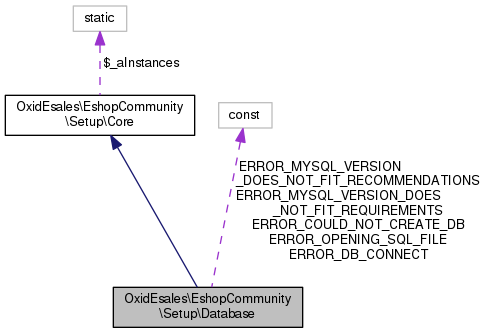 static
$_aInstances
OxidEsales\EshopCommunity
\Setup\Core
const
ERROR_MYSQL_VERSION
_DOES_NOT_FIT_RECOMMENDATIONS
ERROR_MYSQL_VERSION_DOES
_NOT_FIT_REQUIREMENTS
ERROR_COULD_NOT_CREATE_DB
ERROR_OPENING_SQL_FILE
ERROR_DB_CONNECT
OxidEsales\EshopCommunity
\Setup\Database